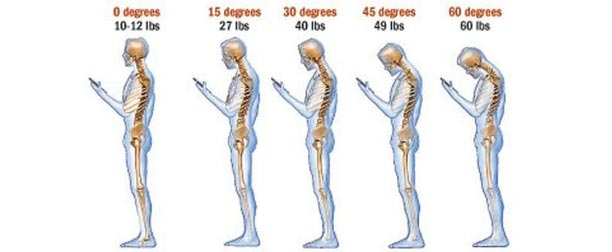 0 degrees
10-12 lbs
15 degrees
27 lbs
30 degrees
40 lbs
45 degrees
49 lbs
60 degrees
60 lbs